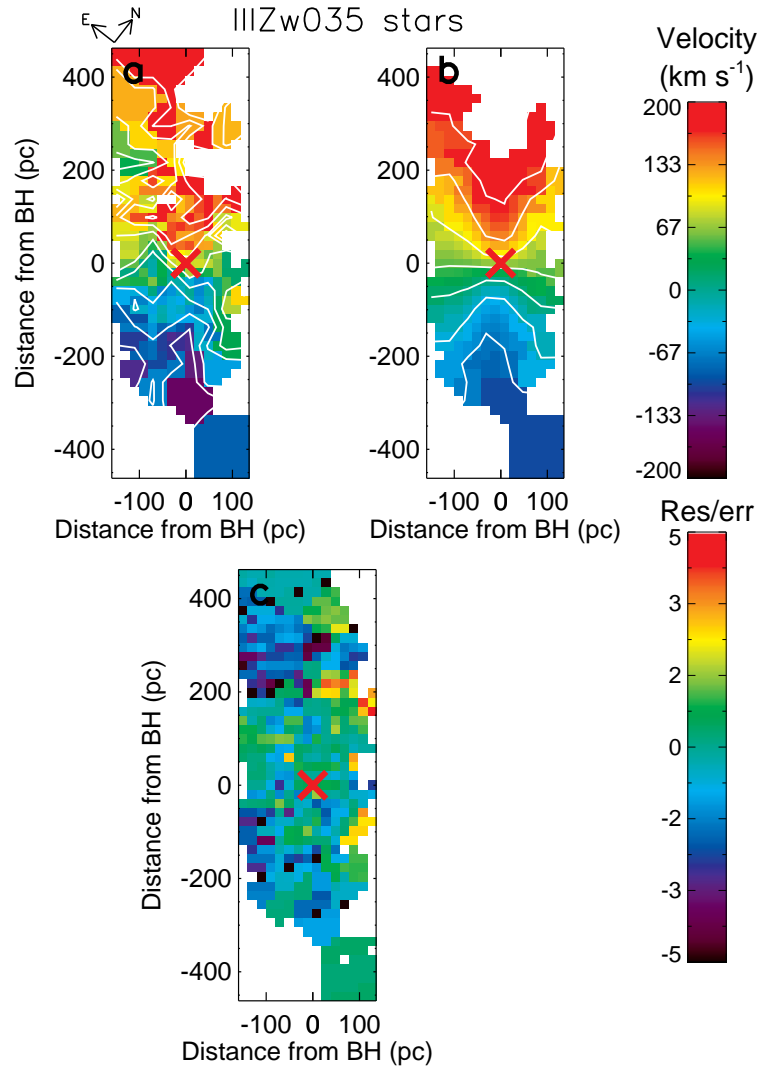 E N
IIIZw035 stars
a
b
Velocity
(km s⁻¹)
400
200
0
-200
-400
Distance from BH (pc)
-100 0 100
Distance from BH (pc)
400
200
0
-200
-400
-100 0 100
Distance from BH (pc)
200
133
67
0
-67
-133
-200
Res/err
5
3
2
0
-2
-3
-5
c
400
200
0
-200
-400
Distance from BH (pc)
-100 0 100
Distance from BH (pc)